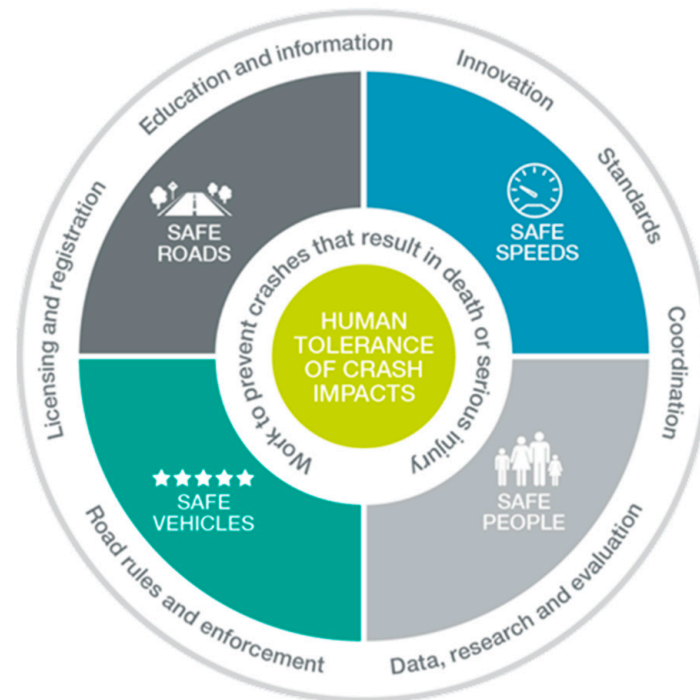 Education and information
Innovation
Standards
Coordination
Data, research and evaluation
Road rules and enforcement
Licensing and registration
SAFE
ROADS
SAFE
SPEEDS
SAFE
PEOPLE
SAFE
VEHICLES
Work to prevent crashes that result in death or serious injury
HUMAN
TOLERANCE
OF CRASH
IMPACTS